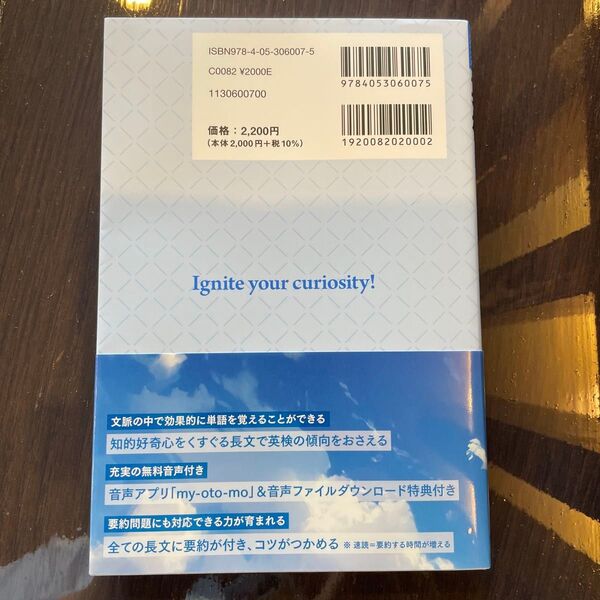 ISBN978-4-05-306007-5
C0082 ¥2000E
1130600700
価格：2,200円
（本体2,000円＋税10%）
9784053060075
1920082020002
Ignite your curiosity!
文脈の中で効果的に単語を覚えることができる
知的好奇心をくすぐる長文で英検の傾向をおさえる
充実の無料音声付き
音声アプリ「my-oto-mo」＆音声ファイルダウンロード特典付き
要約問題にも対応できる力が育まれる
全ての長文に要約が付き、コツがつかめる ※ 速読＝要約する時間が増える